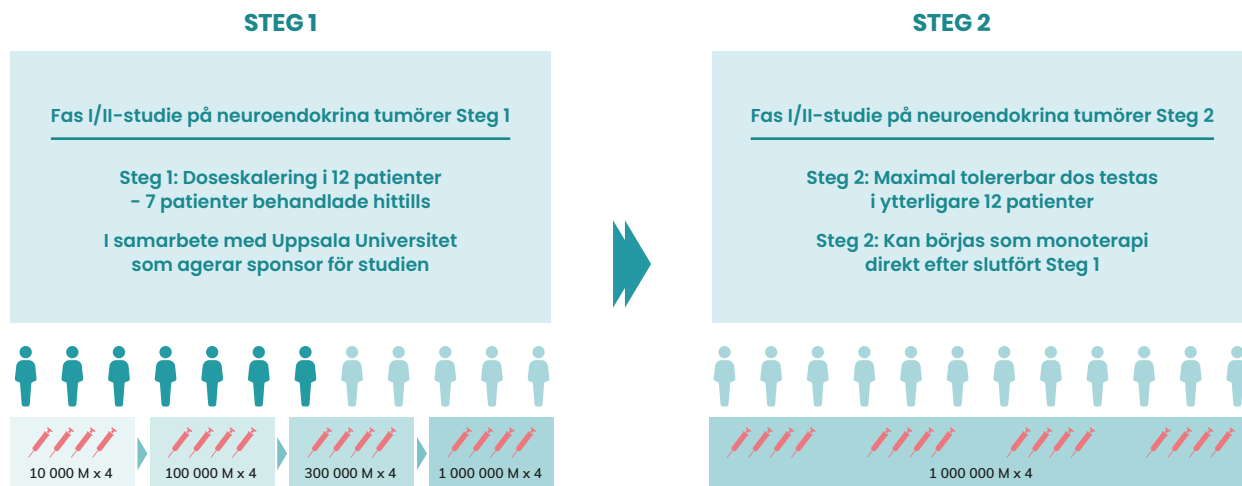 STEG 1
Fas I/II-studie på neuroendokrina tumörer Steg 1
Steg 1: Doseskalering i 12 patienter
- 7 patienter behandlade hittills
I samarbete med Uppsala Universitet
som agerar sponsor för studien
10 000 M x 4
100 000 M x 4
300 000 M x 4
1 000 000 M x 4
STEG 2
Fas I/II-studie på neuroendokrina tumörer Steg 2
Steg 2: Maximal tolererbar dos testas
i ytterligare 12 patienter
Steg 2: Kan börjas som monoterapi
direkt efter slutfört Steg 1
1 000 000 M x 4